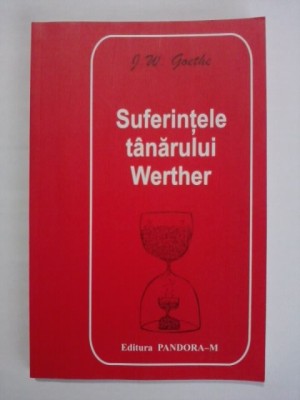 J. W. Goethe
Suferințele
tânărului
Werther
Editura PANDORA-M